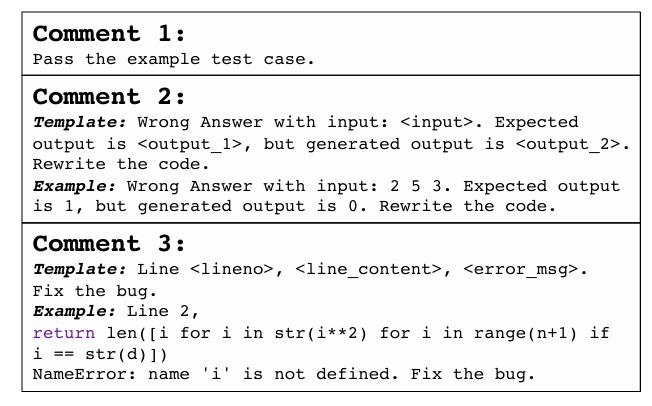 Comment 1:
Pass the example test case.
Comment 2:
Template: Wrong Answer with input: <input>. Expected
output is <output_1>, but generated output is <output_2>.
Rewrite the code.
Example: Wrong Answer with input: 2 5 3. Expected output
is 1, but generated output is 0. Rewrite the code.
Comment 3:
Template: Line <lineno>, <line_content>, <error_msg>.
Fix the bug.
Example: Line 2,
return len([i for i in str(i**2) for i in range(n+1) if
i == str(d)])
NameError: name 'i' is not defined. Fix the bug.